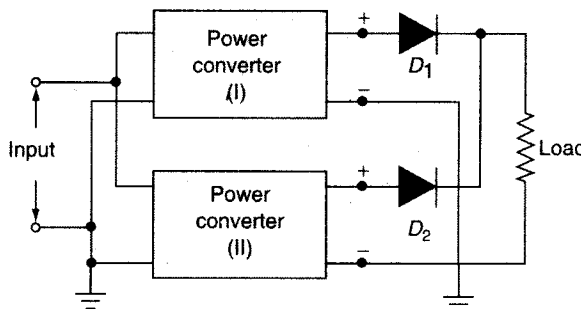 Power
converter
(I)
+
D1
−
Input
Load
Power
converter
(II)
+
D2
−